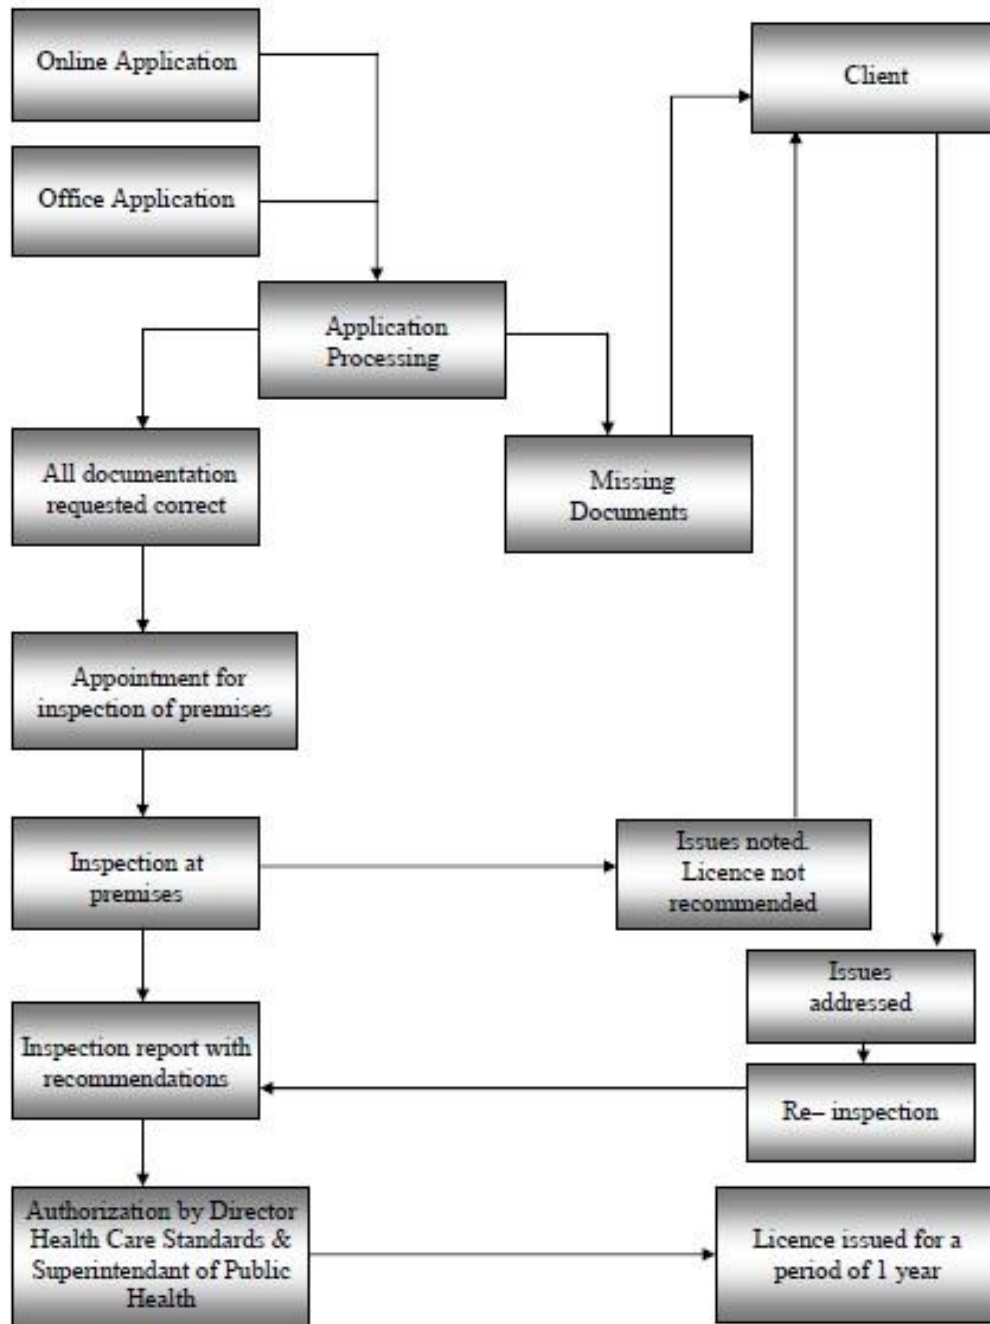 Online Application
Client
Office Application
Application
Processing
All documentation
requested correct
Missing
Documents
Appointment for
inspection of premises
Inspection at
premises
Issues noted.
Licence not
recommended
Issues
addressed
Inspection report with
recommendations
Re– inspection
Authorization by Director
Health Care Standards &
Superintendant of Public
Health
Licence issued for a
period of 1 year